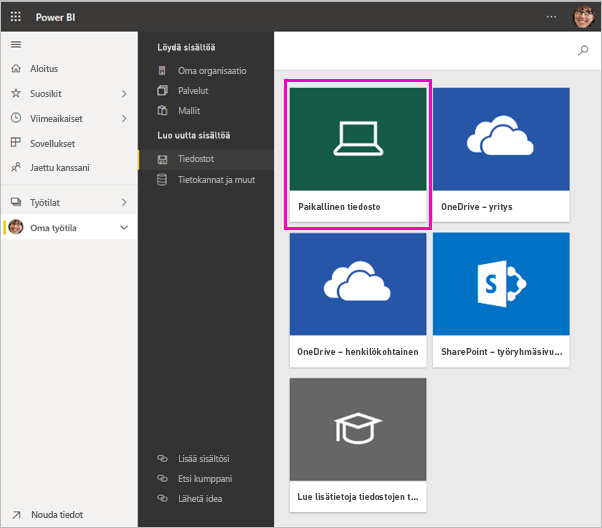 Power BI
Aloitus
Suosikit
Viimeaikaiset
Sovellukset
Jaettu kanssani
Työtilat
Oma työtila
Nouda tiedot
Löydä sisältöä
Oma organisaatio
Palvelut
Mallit
Luo uutta sisältöä
Tiedostot
Tietokannat ja muut
Lisää sisältösi
Etsi kumppani
Lähetä idea
Paikallinen tiedosto
OneDrive – yritys
OneDrive – henkilökohtainen
S
SharePoint – työryhmäsivu...
Lue lisätietoja tiedostojen t...